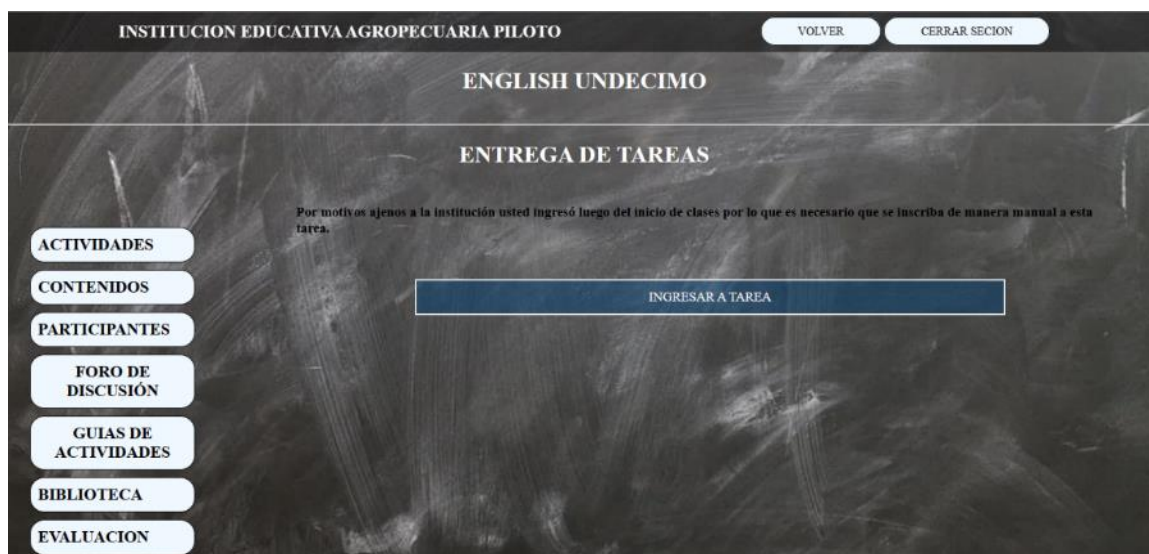 INSTITUCION EDUCATIVA AGROPECUARIA PILOTO
VOLVER
CERRAR SECION
ENGLISH UNDECIMO
ENTREGA DE TAREAS
Por motivos ajenos a la institución usted ingresó luego del inicio de clases por lo que es necesario que se inscriba de manera manual a esta
tarea.
INGRESAR A TAREA
ACTIVIDADES
CONTENIDOS
PARTICIPANTES
FORO DE
DISCUSIÓN
GUIAS DE
ACTIVIDADES
BIBLIOTECA
EVALUACION